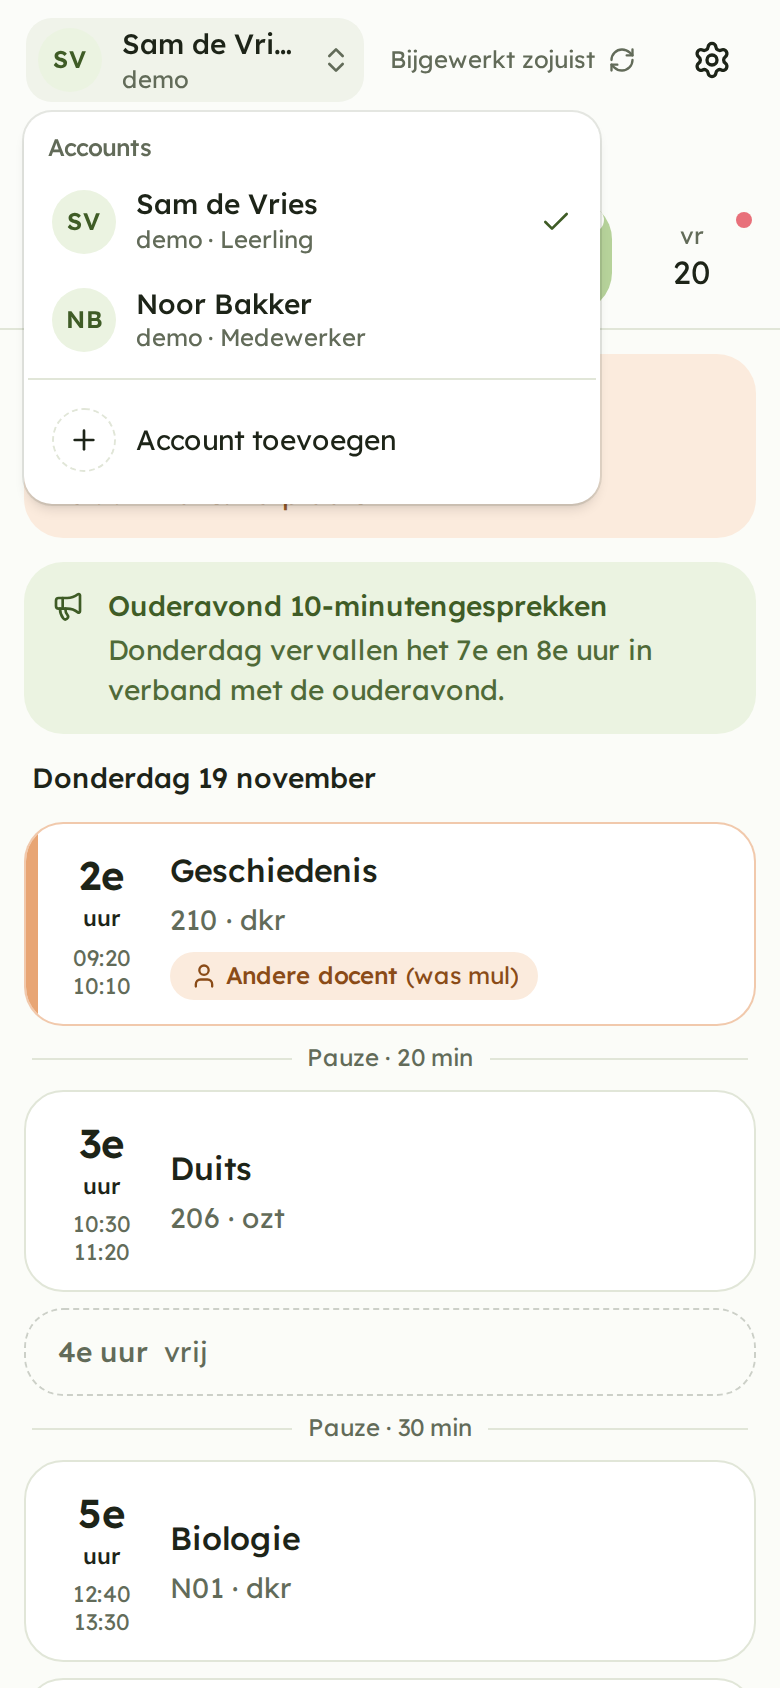 SV
Sam de Vri...
demo
Bijgewerkt zojuist
Accounts
SV
Sam de Vries
demo · Leerling
NB
Noor Bakker
demo · Medewerker
Account toevoegen
vr
20
Ouderavond 10-minutengesprekken
Donderdag vervallen het 7e en 8e uur in
verband met de ouderavond.
Donderdag 19 november
2e
uur
09:20
10:10
Geschiedenis
210 · dkr
Andere docent (was mul)
Pauze · 20 min
3e
uur
10:30
11:20
Duits
206 · ozt
4e uur vrij
Pauze · 30 min
5e
uur
12:40
13:30
Biologie
N01 · dkr